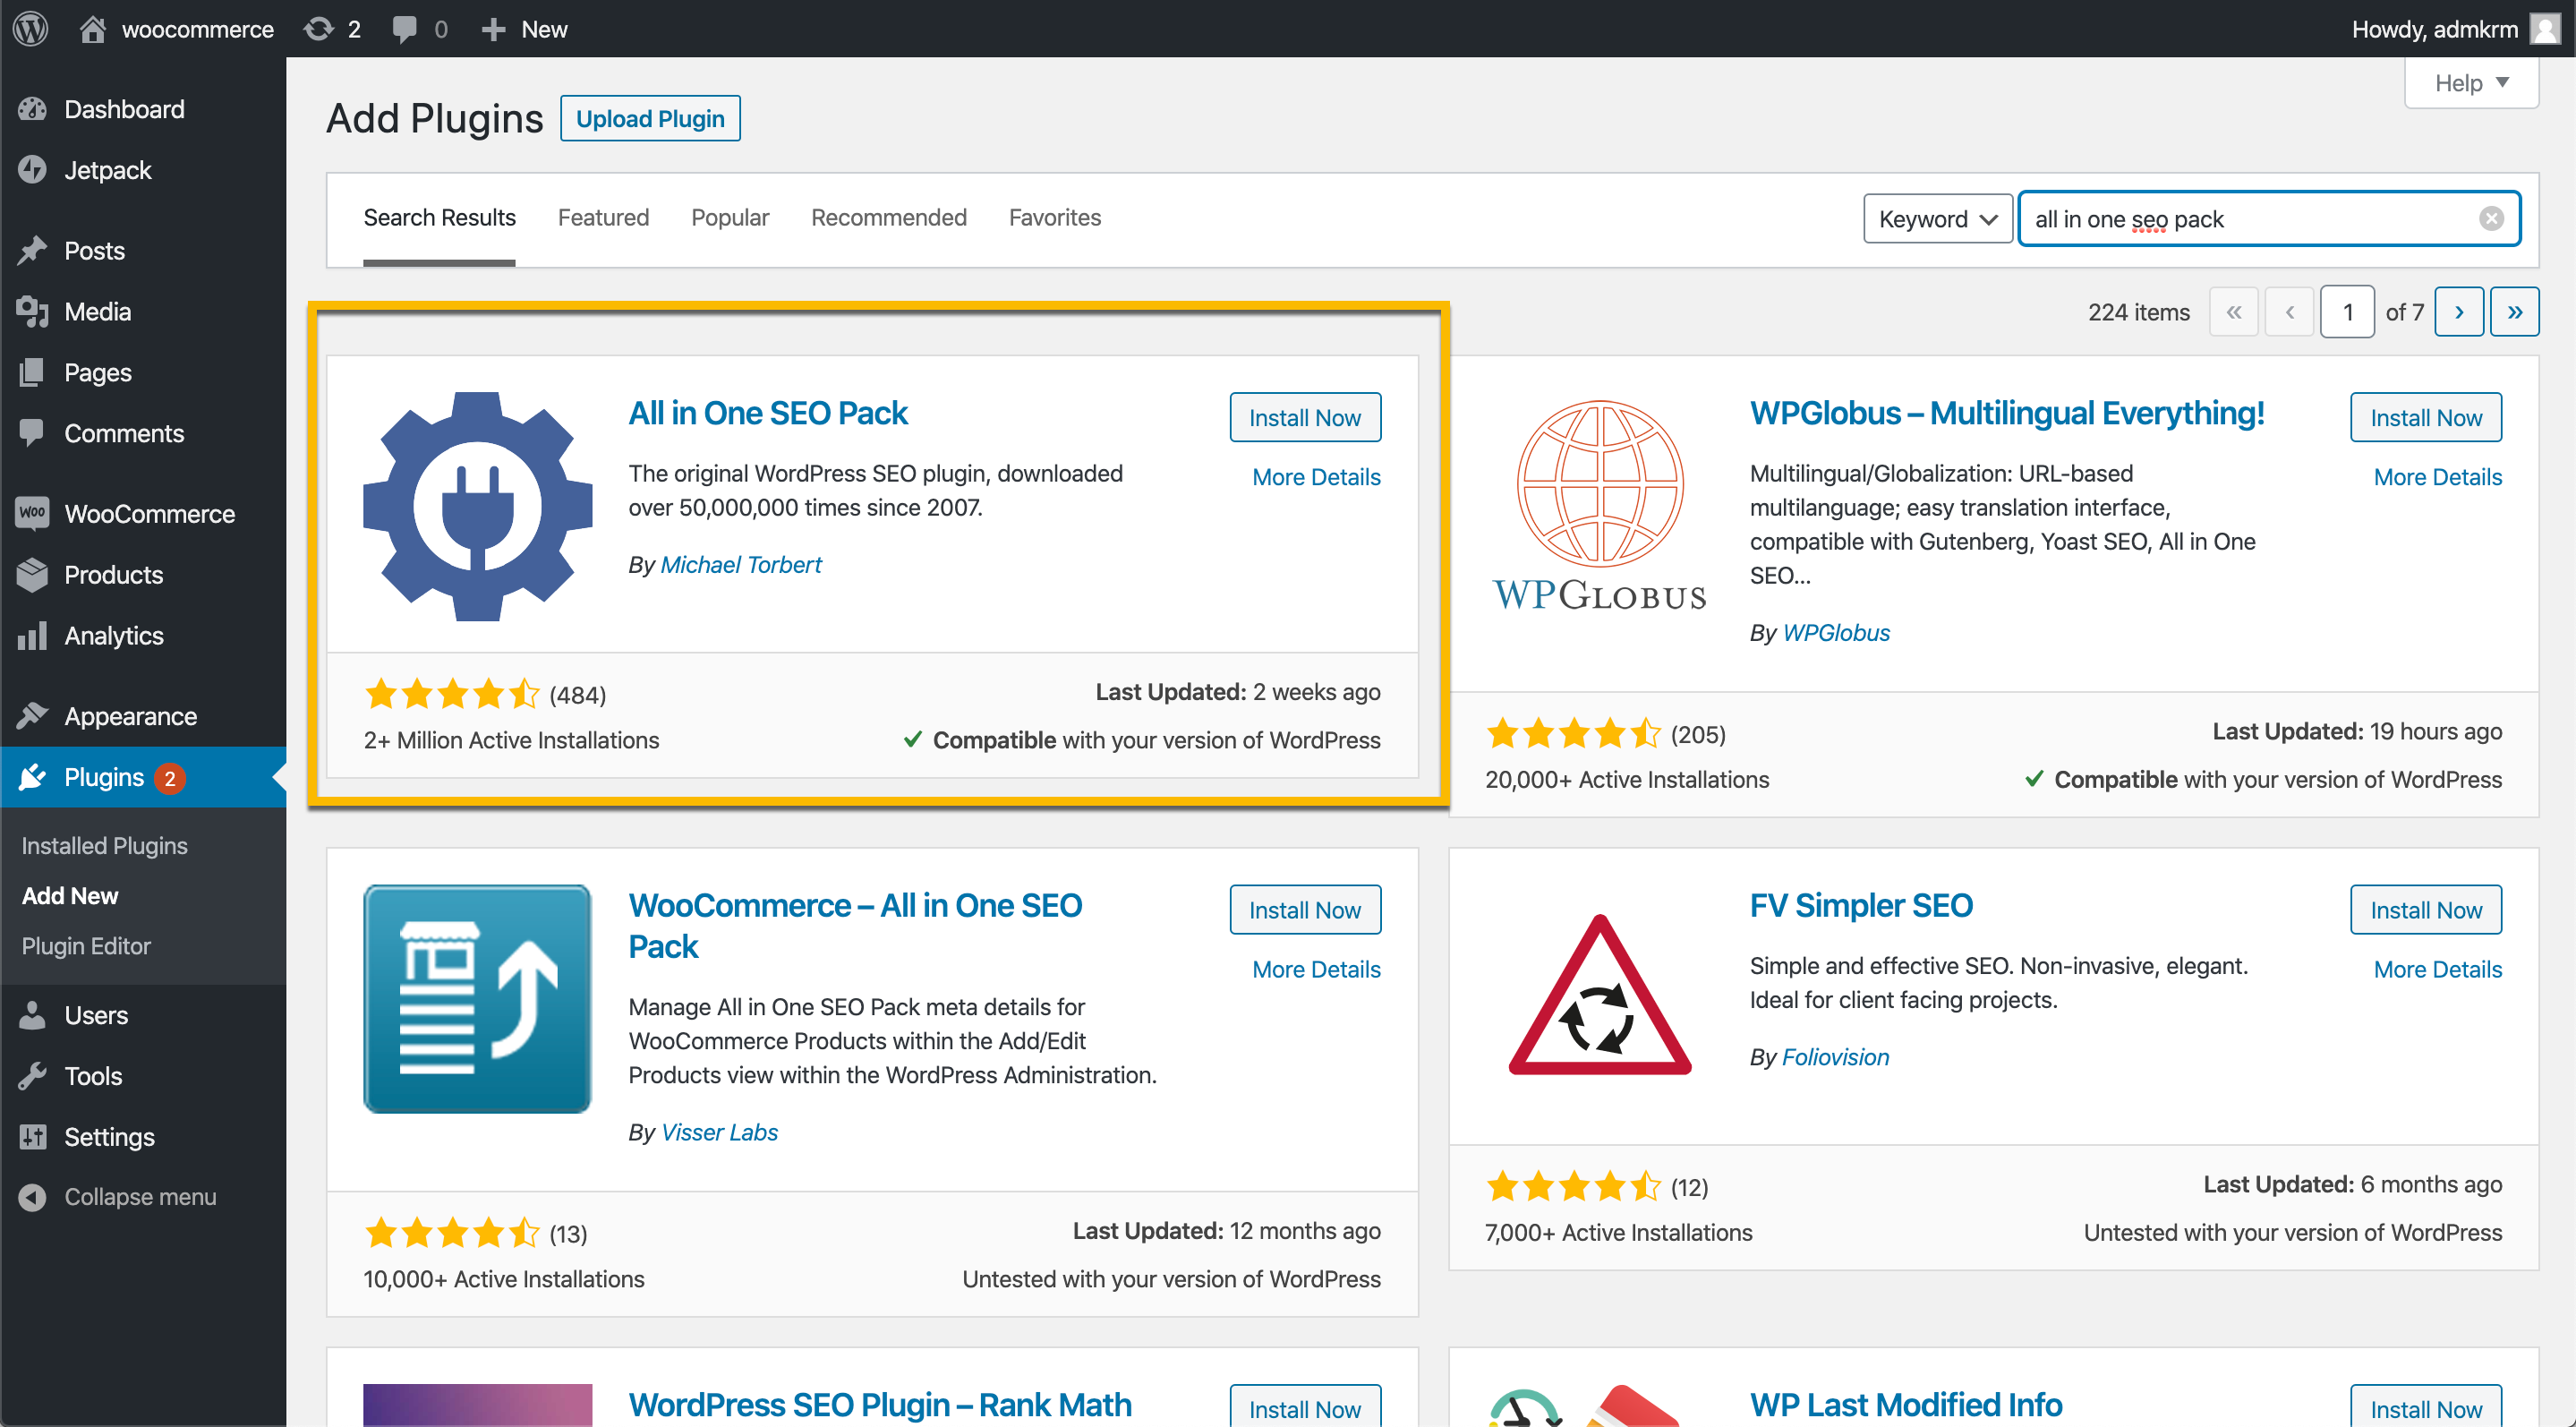 woocommerce 2 0 New
Howdy, admkrm
Help
Dashboard
Jetpack
Posts
Media
Pages
Comments
Woo WooCommerce
Products
Analytics
Appearance
Plugins 2
Installed Plugins
Add New
Plugin Editor
Users
Tools
Settings
Collapse menu
Add Plugins Upload Plugin
Search Results Featured Popular Recommended Favorites Keyword all in one seo pack
224 items « ‹ 1 of 7 › »
All in One SEO Pack
Install Now
More Details
The original WordPress SEO plugin, downloaded
over 50,000,000 times since 2007.
By Michael Torbert
(484)
2+ Million Active Installations
Last Updated: 2 weeks ago
Compatible with your version of WordPress
WPGLOBUS
WPGlobus – Multilingual Everything!
Install Now
More Details
Multilingual/Globalization: URL-based
multilanguage; easy translation interface,
compatible with Gutenberg, Yoast SEO, All in One
SEO...
By WPGlobus
(205)
20,000+ Active Installations
Last Updated: 19 hours ago
Compatible with your version of WordPress
WooCommerce – All in One SEO
Pack
Install Now
More Details
Manage All in One SEO Pack meta details for
WooCommerce Products within the Add/Edit
Products view within the WordPress Administration.
By Visser Labs
(13)
10,000+ Active Installations
Last Updated: 12 months ago
Untested with your version of WordPress
FV Simpler SEO
Install Now
More Details
Simple and effective SEO. Non-invasive, elegant.
Ideal for client facing projects.
By Foliovision
(12)
7,000+ Active Installations
Last Updated: 6 months ago
Untested with your version of WordPress
WordPress SEO Plugin – Rank Math
Install Now
WP Last Modified Info
Install Now